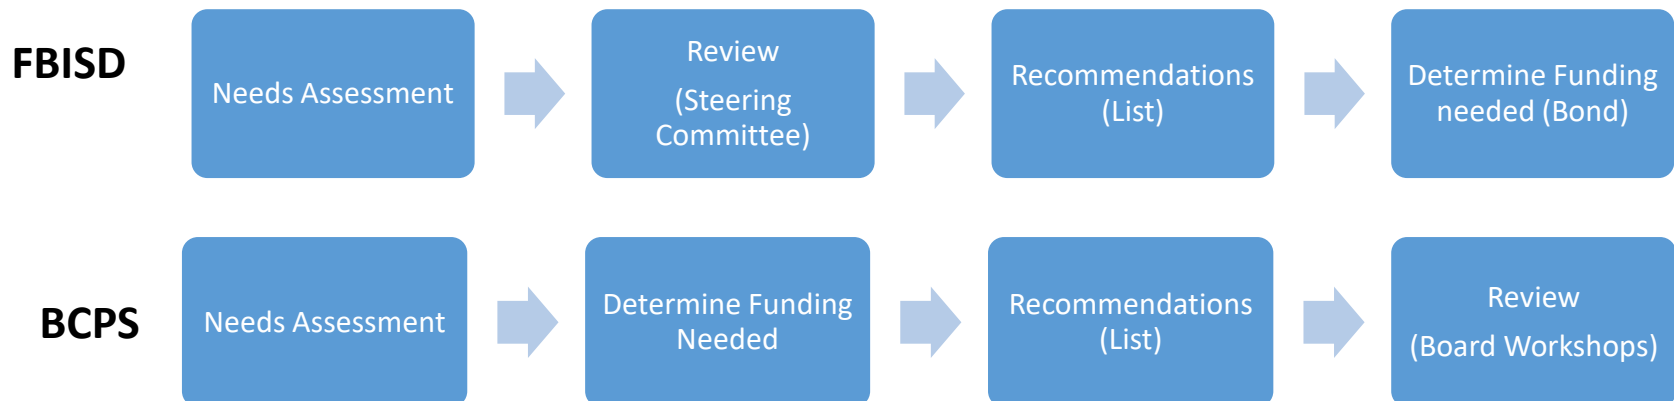 FBISD
Needs Assessment
Review
(Steering
Committee)
Recommendations
(List)
Determine Funding
needed (Bond)
BCPS
Needs Assessment
Determine Funding
Needed
Recommendations
(List)
Review
(Board Workshops)